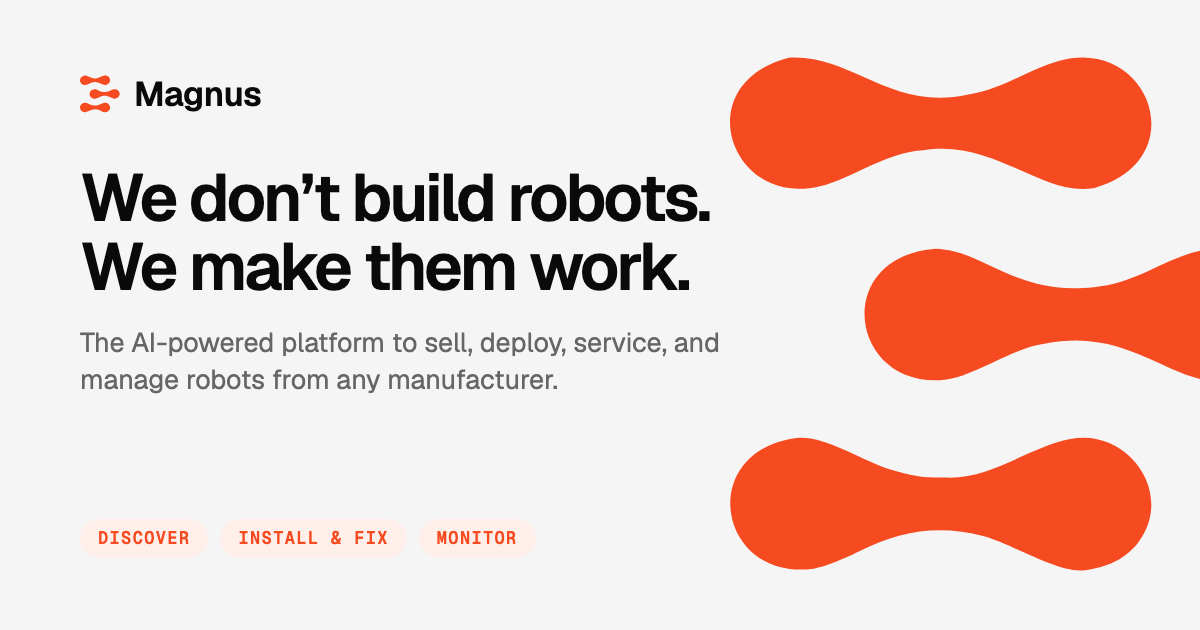 Magnus
We don’t build robots.
We make them work.
The AI-powered platform to sell, deploy, service, and
manage robots from any manufacturer.
DISCOVER INSTALL & FIX MONITOR